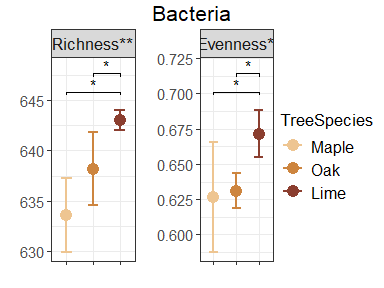 Bacteria
Richness**
Evenness*
*
*
*
*
645
640
635
630
0.725
0.700
0.675
0.650
0.625
0.600
TreeSpecies
Maple
Oak
Lime